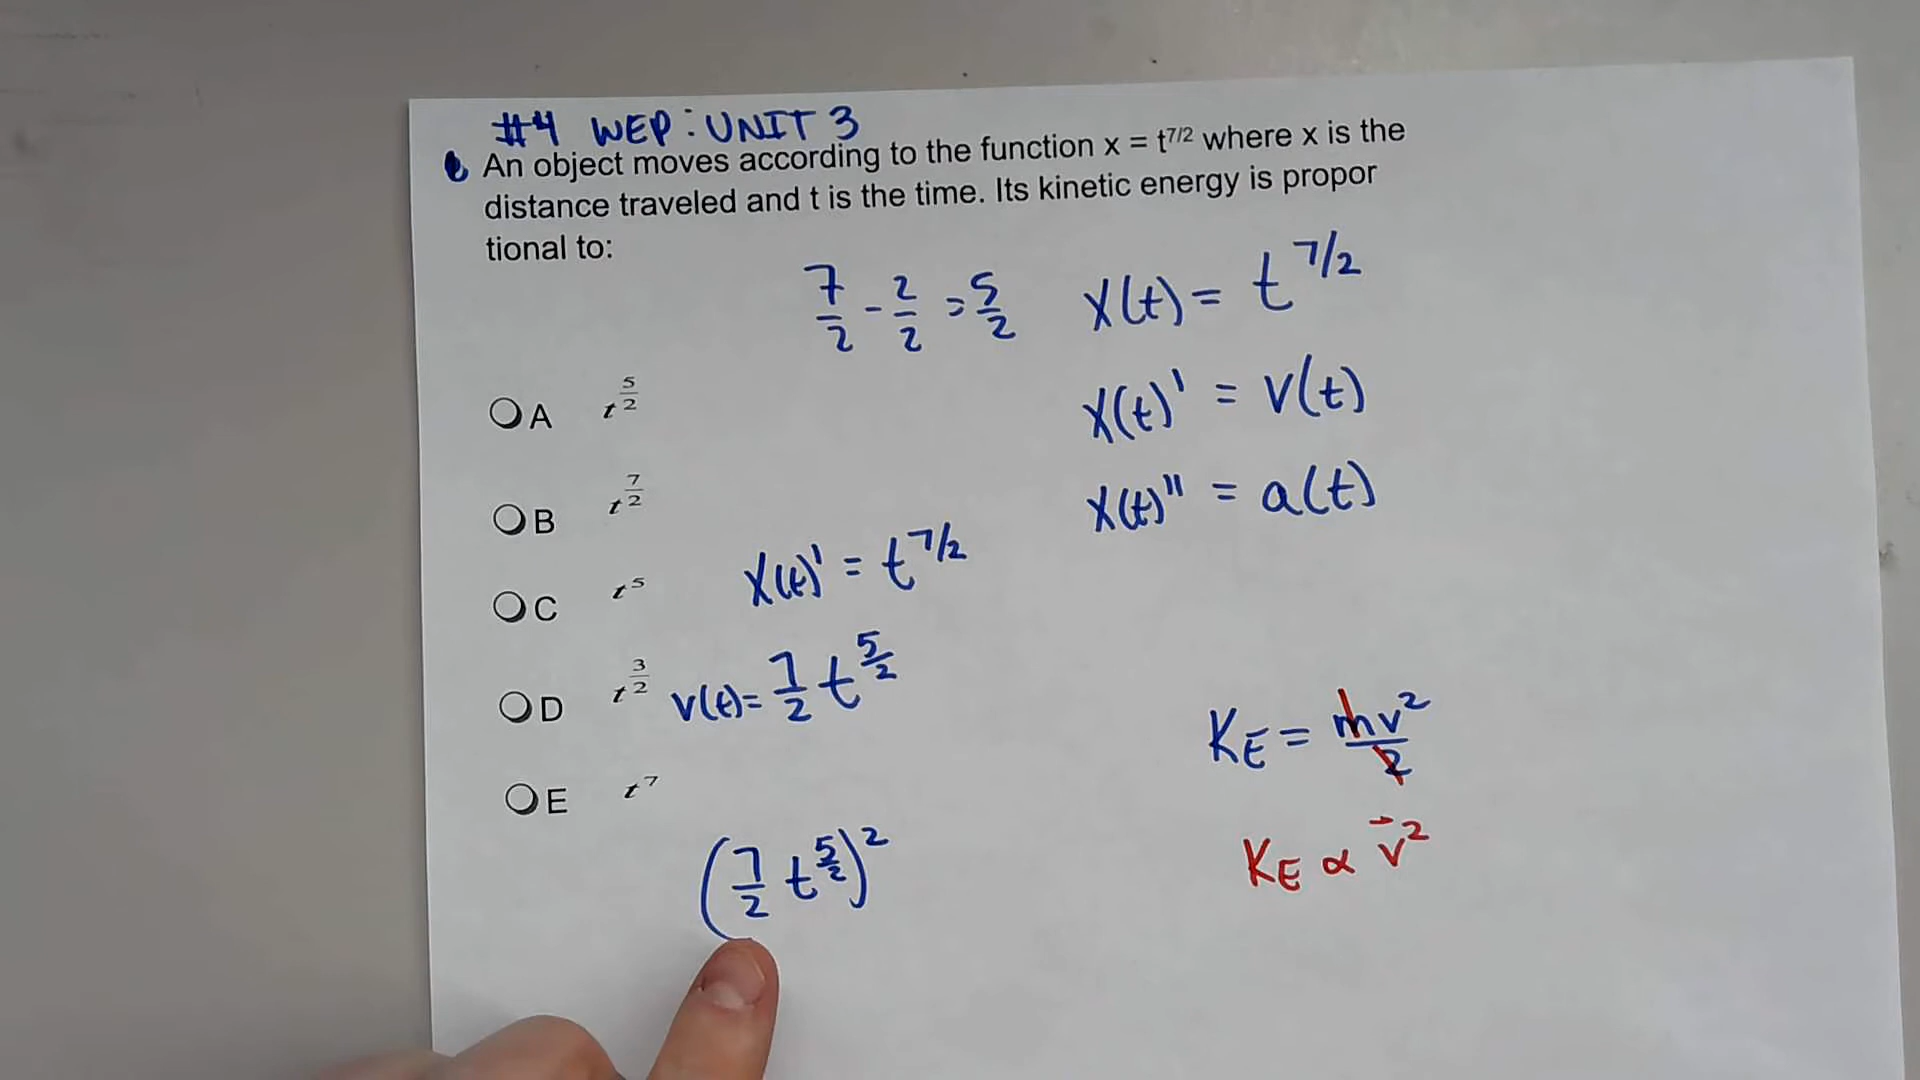 #4 WEP: UNIT 3
An object moves according to the function x = t^7/2 where x is the
distance traveled and t is the time. Its kinetic energy is propor
tional to:
7/2 - 2/2 = 5/2
x(t) = t^7/2
x(t)' = v(t)
x(t)'' = a(t)
A t^5/2
B t^7/2
C t^5
x(t)' = t^7/2
D t^3/2
v(t) = 7/2 t^5/2
E t^7
(7/2 t^5/2)^2
KE = mv²/2
KE ∝ v⃗²